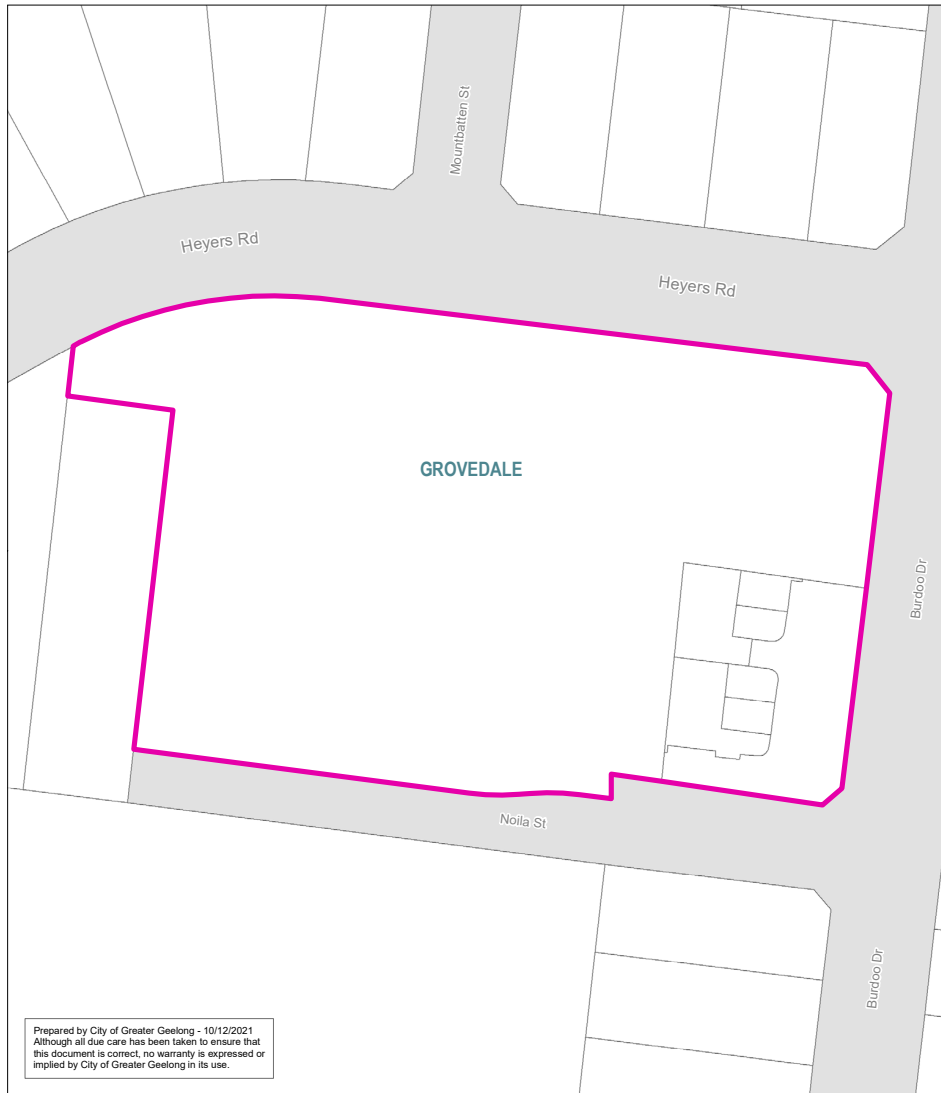 Mountbatten St
Heyers Rd
Heyers Rd
GROVEDALE
Burdoo Dr
Noila St
Burdoo Dr
Prepared by City of Greater Geelong - 10/12/2021
Although all due care has been taken to ensure that
this document is correct, no warranty is expressed or
implied by City of Greater Geelong in its use.